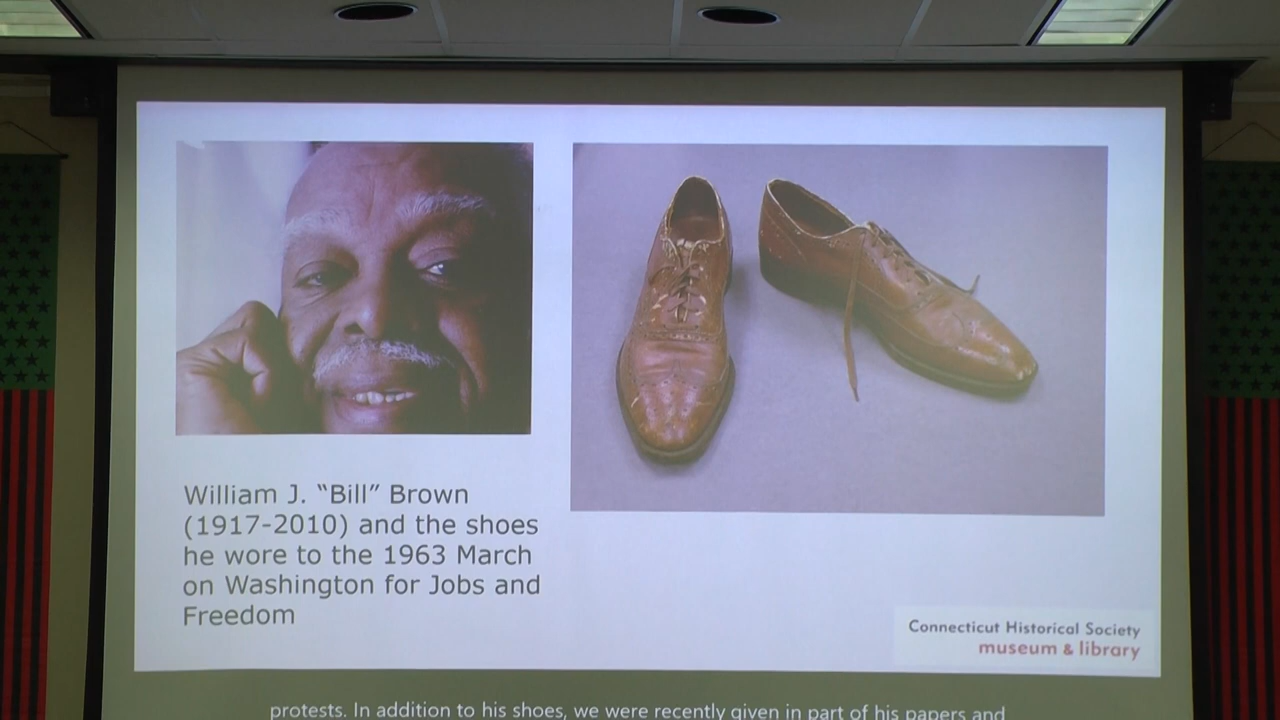 William J. “Bill” Brown
(1917-2010) and the shoes
he wore to the 1963 March
on Washington for Jobs and
Freedom
Connecticut Historical Society
museum & library
protests. In addition to his shoes, we were recently given in part of his papers and